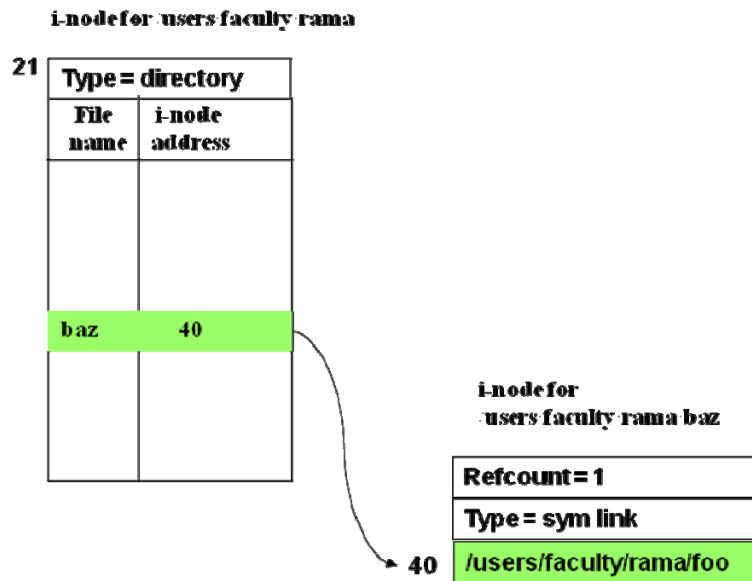 i-node for /users/faculty/rama
21
Type = directory
File name
i-node address
baz 40
i-node for
/users/faculty/rama/baz
Refcount = 1
Type = sym link
40
/users/faculty/rama/foo